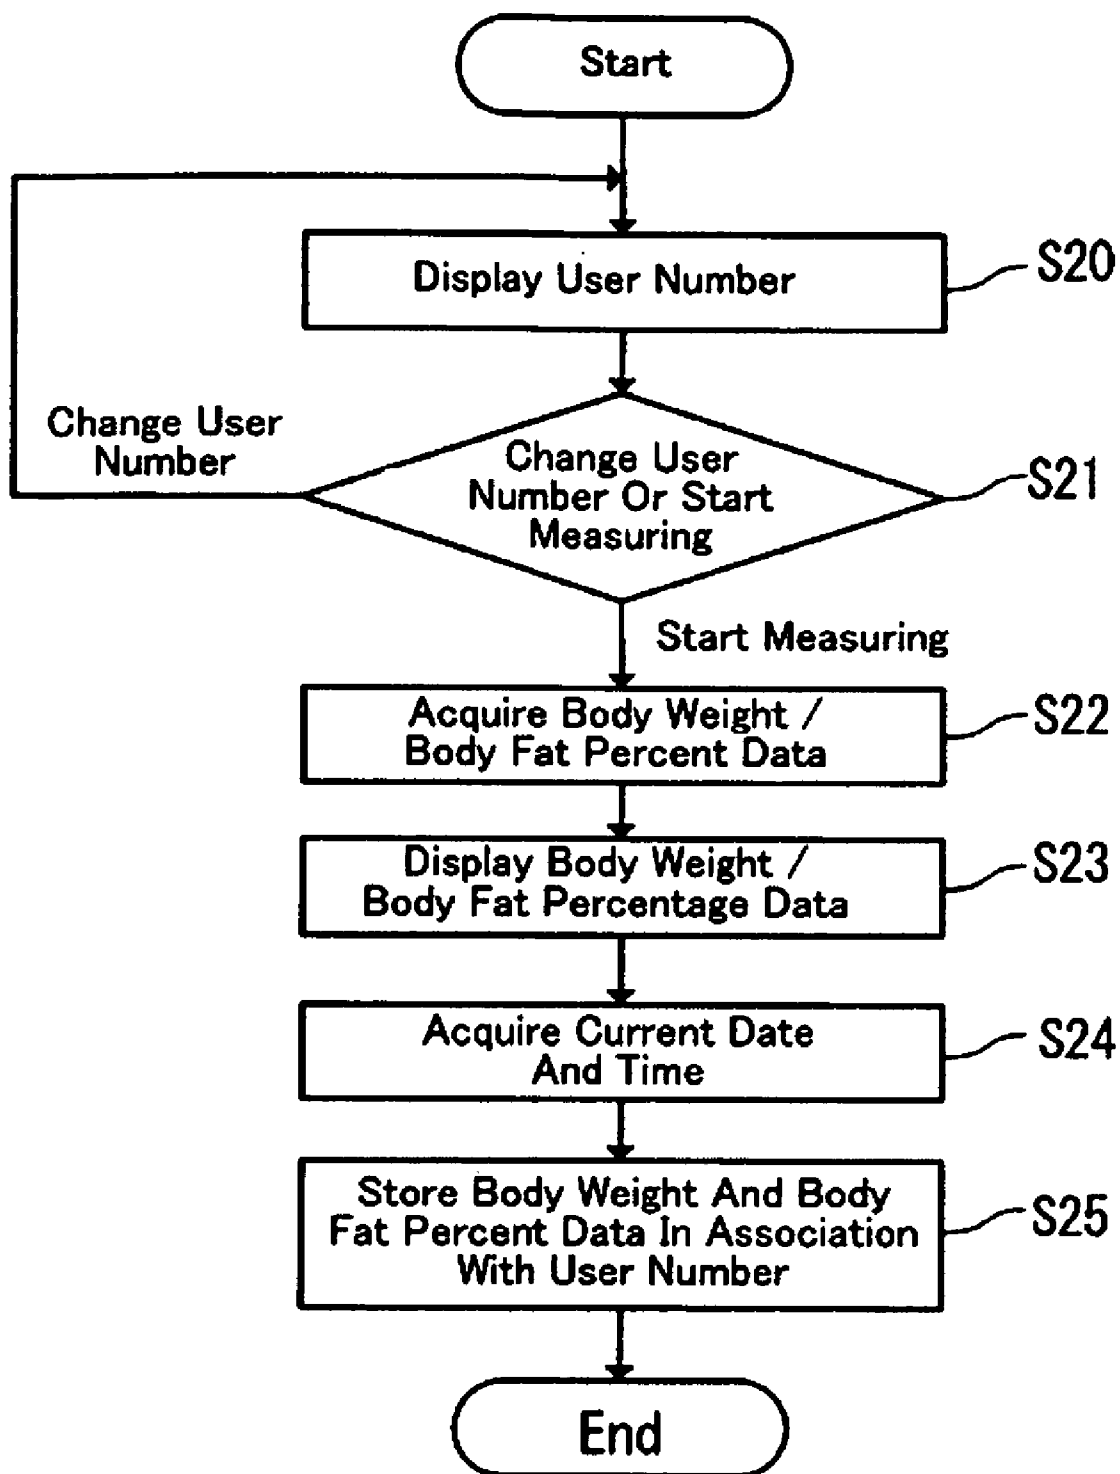 Start
Display User Number
S20
Change User
Number
Change User
Number Or Start
Measuring
S21
Start Measuring
Acquire Body Weight /
Body Fat Percent Data
S22
Display Body Weight /
Body Fat Percentage Data
S23
Acquire Current Date
And Time
S24
Store Body Weight And Body
Fat Percent Data In Association
With User Number
S25
End